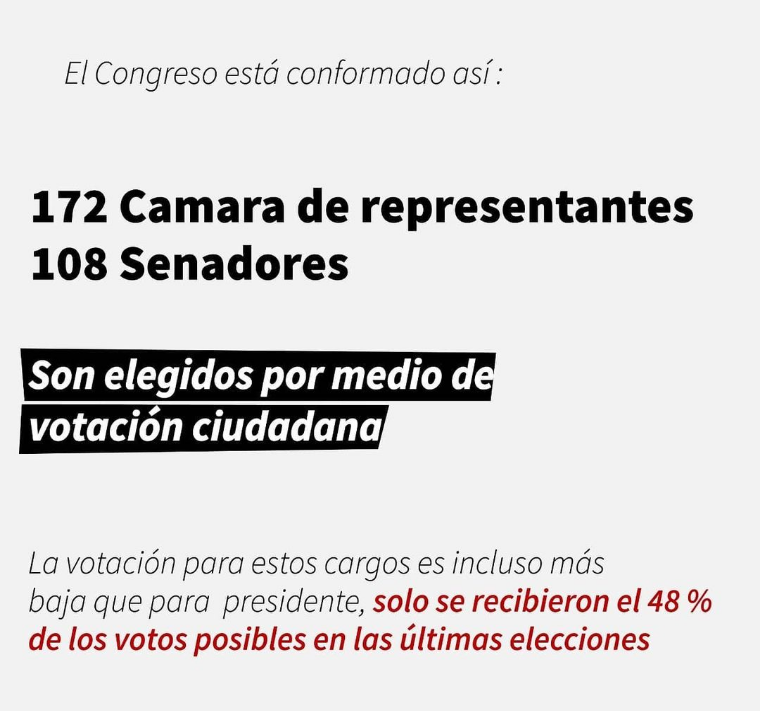 El Congreso está conformado así :
172 Camara de representantes
108 Senadores
Son elegidos por medio de
votación ciudadana
La votación para estos cargos es incluso más
baja que para presidente, solo se recibieron el 48 %
de los votos posibles en las últimas elecciones